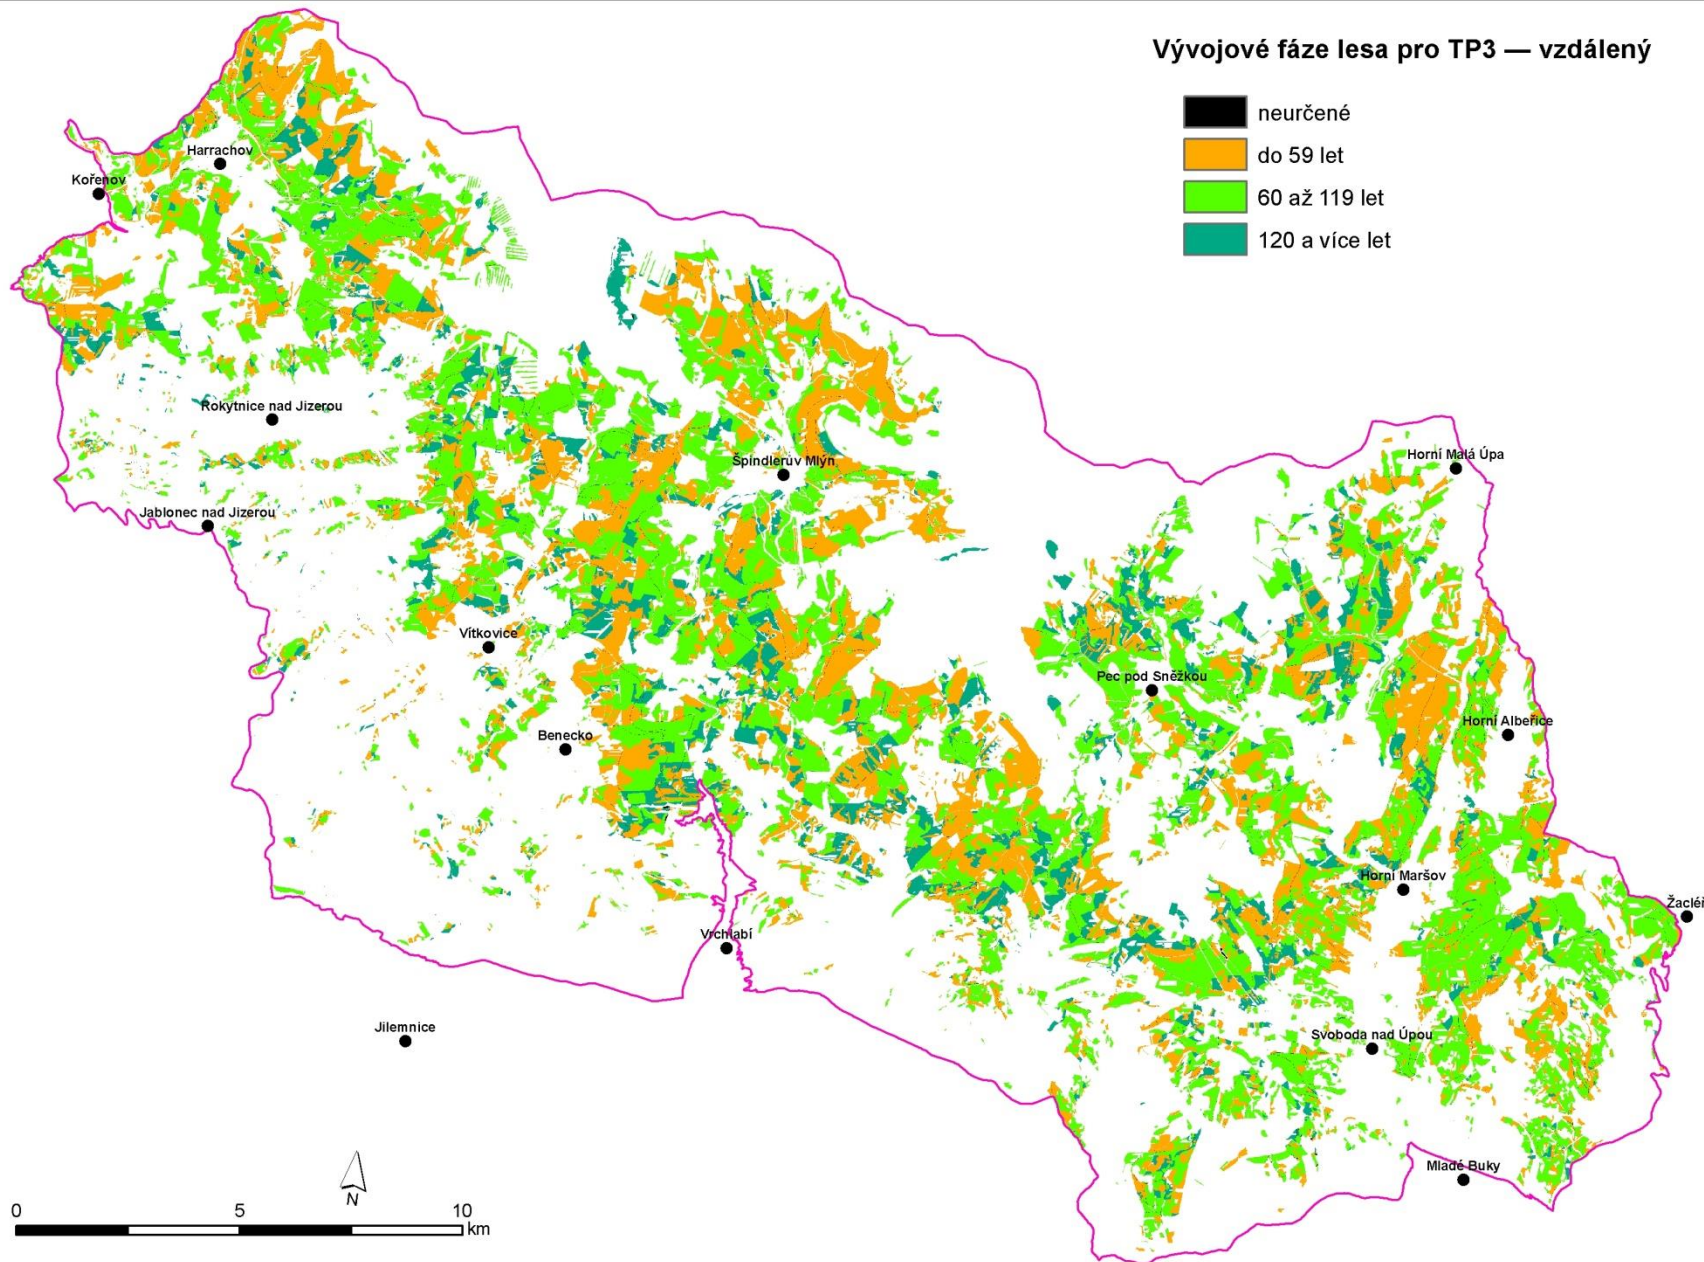 Vývojové fáze lesa pro TP3 — vzdálený
neurčené
do 59 let
60 až 119 let
120 a více let
Harrachov
Kořenov
Rokytnice nad Jizerou
Horní Malá Úpa
Špindlerův Mlýn
Jablonec nad Jizerou
Vítkovice
Pec pod Sněžkou
Horní Albeřice
Benecko
Horní Maršov
Žacléř
Vrchlabí
Jilemnice
Svoboda nad Úpou
Mladé Buky
N
0 5 10
km